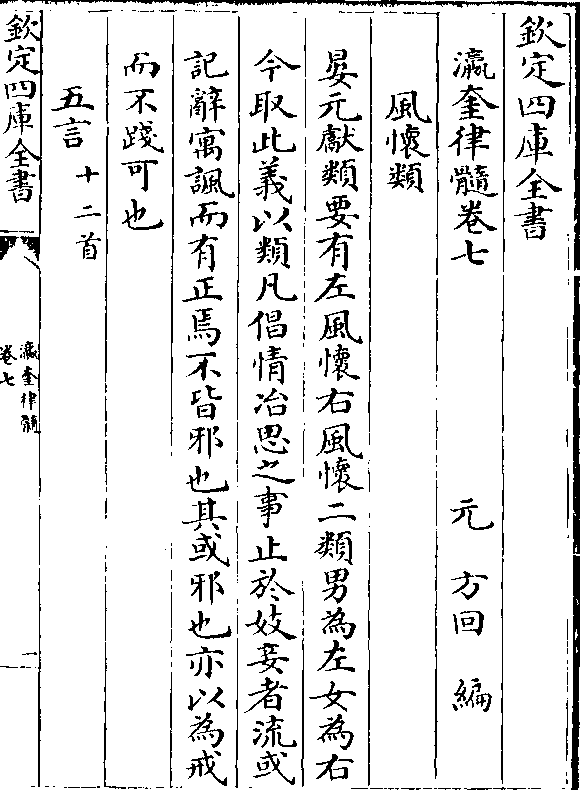 欽定四庫全書
瀛奎律髓卷七
元 方回 編
風懷類
晏元獻類要有左風懷右風懷二類男為左女為右
今取此義以類凡倡情冶思之事止於妓妾者流或
託辭寓諷而有正焉不皆邪也其或邪也亦以為戒
而不踐可也
五言 十二首
欽定四庫全書
瀛奎律髓
卷七